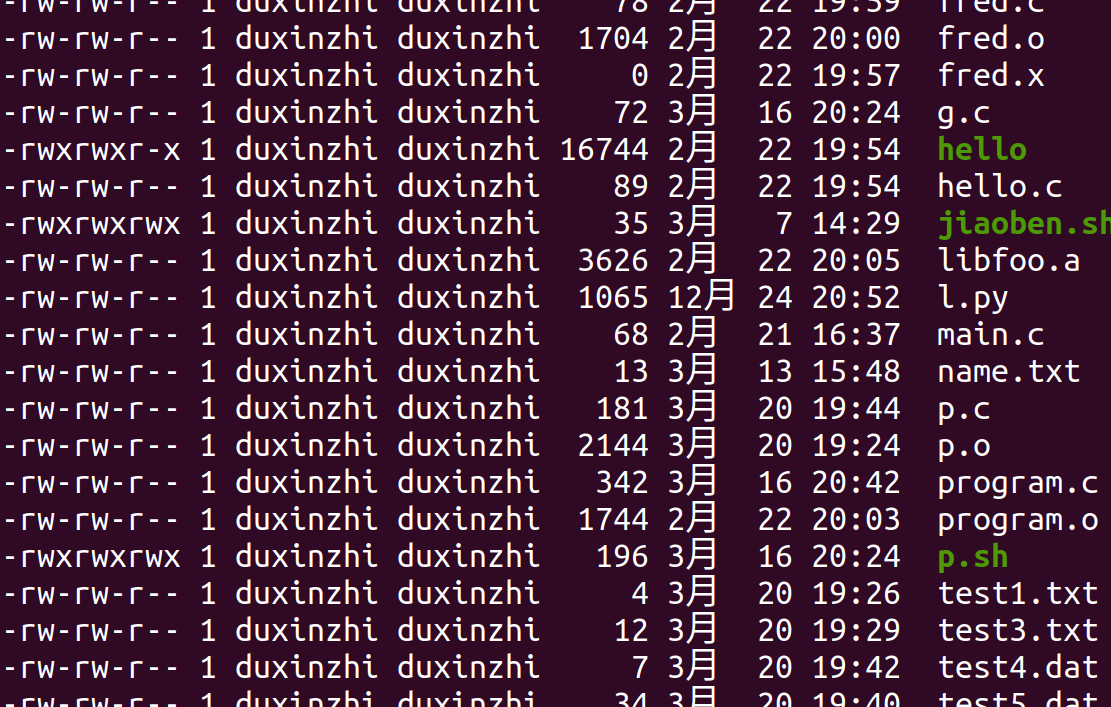 -rw-rw-r-- 1 duxinzhi duxinzhi 78 2月 22 19:59 fred.c
-rw-rw-r-- 1 duxinzhi duxinzhi 1704 2月 22 20:00 fred.o
-rw-rw-r-- 1 duxinzhi duxinzhi 0 2月 22 19:57 fred.x
-rw-rw-r-- 1 duxinzhi duxinzhi 72 3月 16 20:24 g.c
-rwxrwxr-x 1 duxinzhi duxinzhi 16744 2月 22 19:54 hello
-rw-rw-r-- 1 duxinzhi duxinzhi 89 2月 22 19:54 hello.c
-rwxrwxrwx 1 duxinzhi duxinzhi 35 3月 7 14:29 jiaoben.sh
-rw-rw-r-- 1 duxinzhi duxinzhi 3626 2月 22 20:05 libfoo.a
-rw-rw-r-- 1 duxinzhi duxinzhi 1065 12月 24 20:52 l.py
-rw-rw-r-- 1 duxinzhi duxinzhi 68 2月 21 16:37 main.c
-rw-rw-r-- 1 duxinzhi duxinzhi 13 3月 13 15:48 name.txt
-rw-rw-r-- 1 duxinzhi duxinzhi 181 3月 20 19:44 p.c
-rw-rw-r-- 1 duxinzhi duxinzhi 2144 3月 20 19:24 p.o
-rw-rw-r-- 1 duxinzhi duxinzhi 342 3月 16 20:42 program.c
-rw-rw-r-- 1 duxinzhi duxinzhi 1744 2月 22 20:03 program.o
-rwxrwxrwx 1 duxinzhi duxinzhi 196 3月 16 20:24 p.sh
-rw-rw-r-- 1 duxinzhi duxinzhi 4 3月 20 19:26 test1.txt
-rw-rw-r-- 1 duxinzhi duxinzhi 12 3月 20 19:29 test3.txt
-rw-rw-r-- 1 duxinzhi duxinzhi 7 3月 20 19:42 test4.dat
-rw-rw-r-- 1 duxinzhi duxinzhi 34 3月 20 19:40 test5.dat